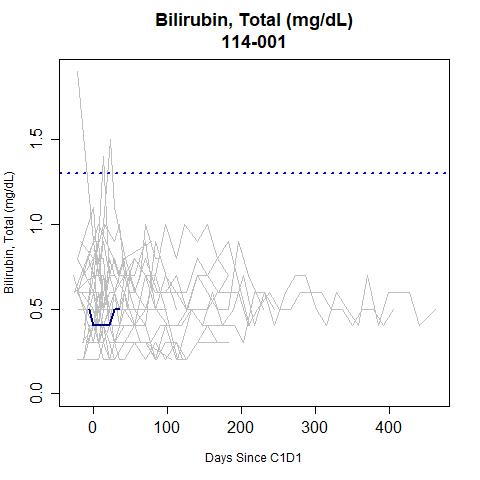 Bilirubin, Total (mg/dL)
114-001
Bilirubin, Total (mg/dL)
1.5
1.0
0.5
0.0
0 100 200 300 400
Days Since C1D1